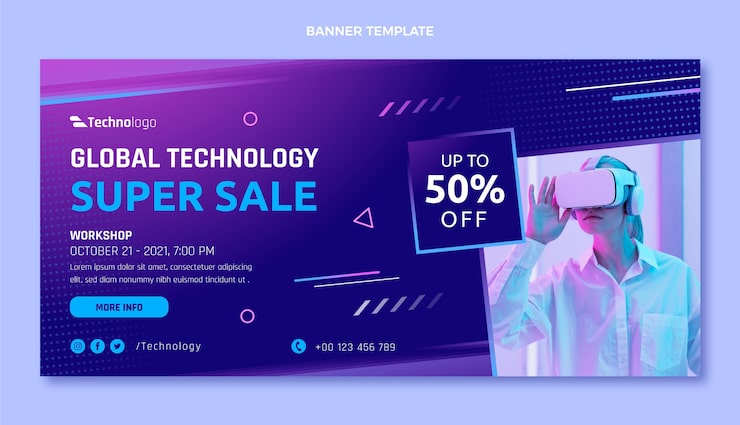 BANNER TEMPLATE
Technologo
GLOBAL TECHNOLOGY
SUPER SALE
WORKSHOP
OCTOBER 21 - 2021, 7:00 PM
Lorem ipsum dolor sit amet, consectetuer adipiscing
elit. Sed diam nonummy nibh euismod tincidunt ut .
MORE INFO
/Technology
+00 123 456 789
UP TO
50%
OFF